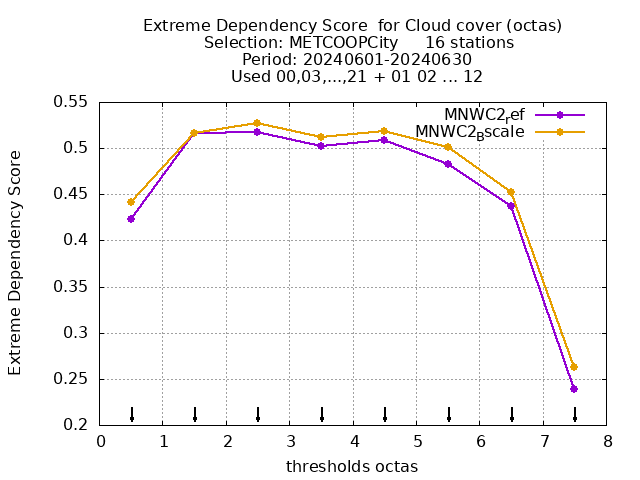 Extreme Dependency Score  for Cloud cover (octas)
Selection: METCOOPCity     16 stations
Period: 20240601-20240630
Used 00,03,...,21 + 01 02 ... 12
MNWC2ref
MNWC2Bscale
Extreme Dependency Score
0.55
0.5
0.45
0.4
0.35
0.3
0.25
0.2
0 1 2 3 4 5 6 7 8
thresholds octas